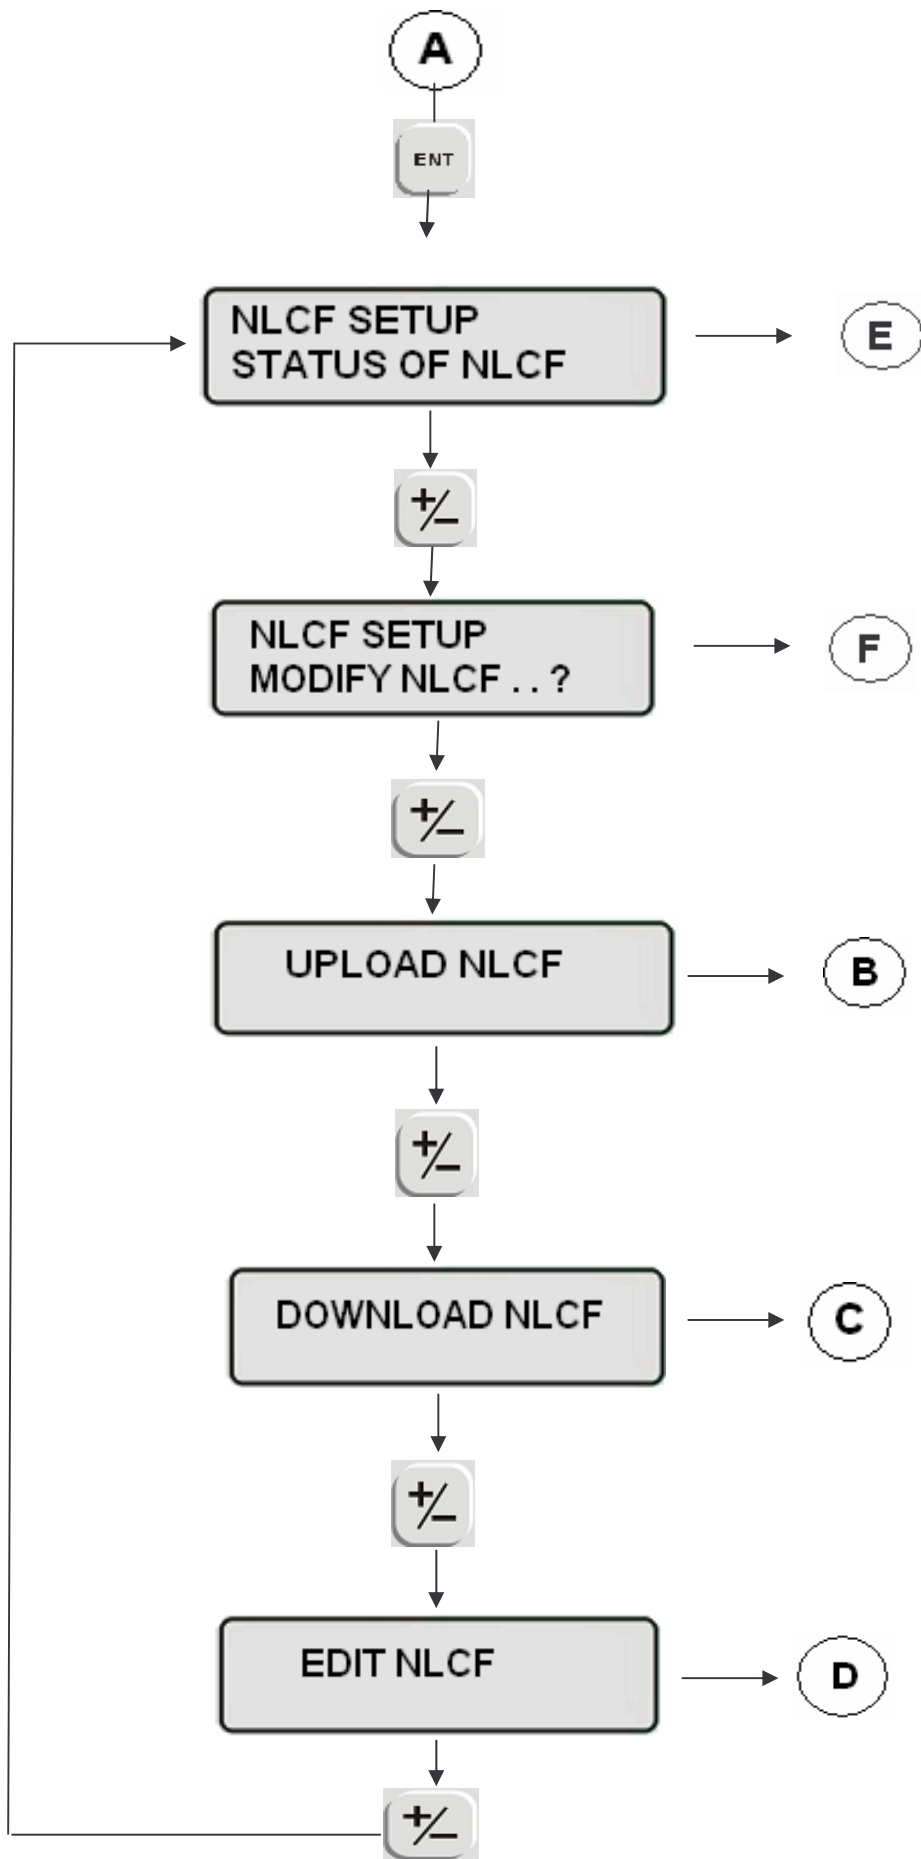 A
ENT
NLCF SETUP
STATUS OF NLCF
E
+/-
NLCF SETUP
MODIFY NLCF . . ?
F
+/-
UPLOAD NLCF
B
+/-
DOWNLOAD NLCF
C
+/-
EDIT NLCF
D
+/-